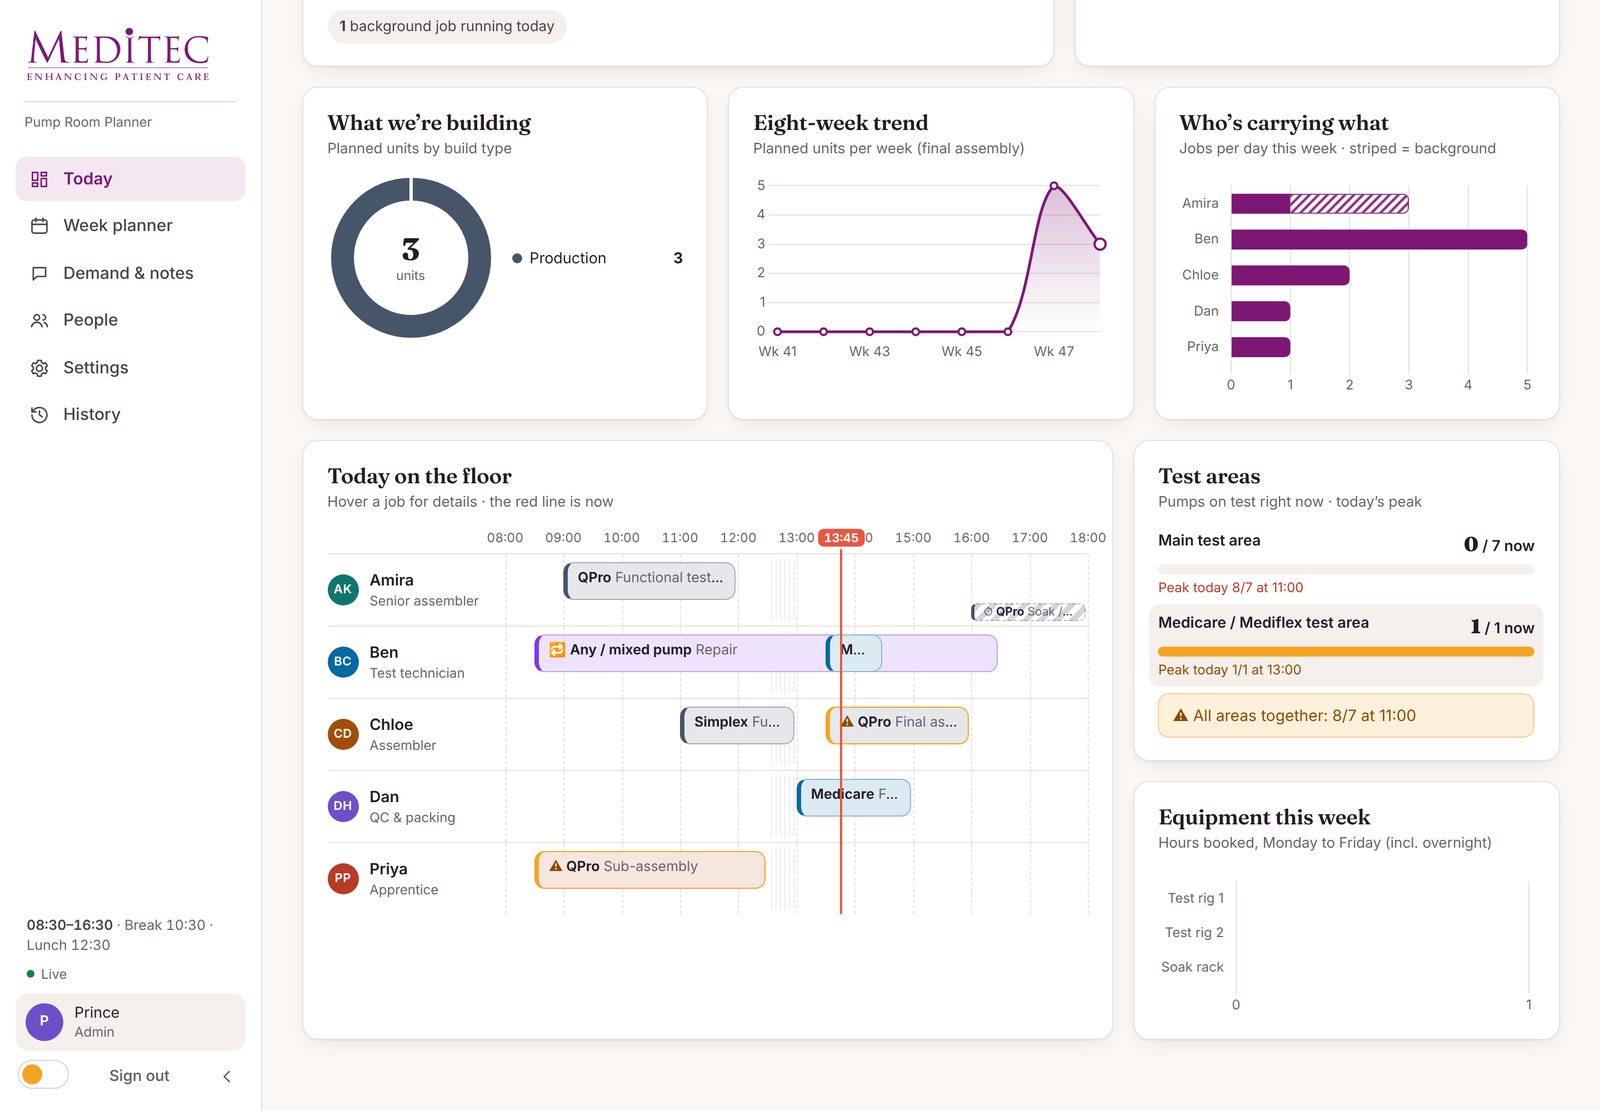 MEDITEC
ENHANCING PATIENT CARE
Pump Room Planner
Today
Week planner
Demand & notes
People
Settings
History
08:30–16:30 · Break 10:30 ·
Lunch 12:30
Live
P
Prince
Admin
Sign out
1 background job running today
What we’re building
Planned units by build type
3
units
Production 3
Eight-week trend
Planned units per week (final assembly)
5
4
3
2
1
0
Wk 41 Wk 43 Wk 45 Wk 47
Who’s carrying what
Jobs per day this week · striped = background
Amira
Ben
Chloe
Dan
Priya
0 1 2 3 4 5
Today on the floor
Hover a job for details · the red line is now
08:00 09:00 10:00 11:00 12:00 13:00 13:45 0 15:00 16:00 17:00 18:00
AK
Amira
Senior assembler
QPro Functional test...
QPro Soak /...
BC
Ben
Test technician
Any / mixed pump Repair
M...
CD
Chloe
Assembler
Simplex Fu...
QPro Final as...
DH
Dan
QC & packing
Medicare F...
PP
Priya
Apprentice
QPro Sub-assembly
Test areas
Pumps on test right now · today’s peak
Main test area 0 / 7 now
Peak today 8/7 at 11:00
Medicare / Mediflex test area 1 / 1 now
Peak today 1/1 at 13:00
All areas together: 8/7 at 11:00
Equipment this week
Hours booked, Monday to Friday (incl. overnight)
Test rig 1
Test rig 2
Soak rack
0 1